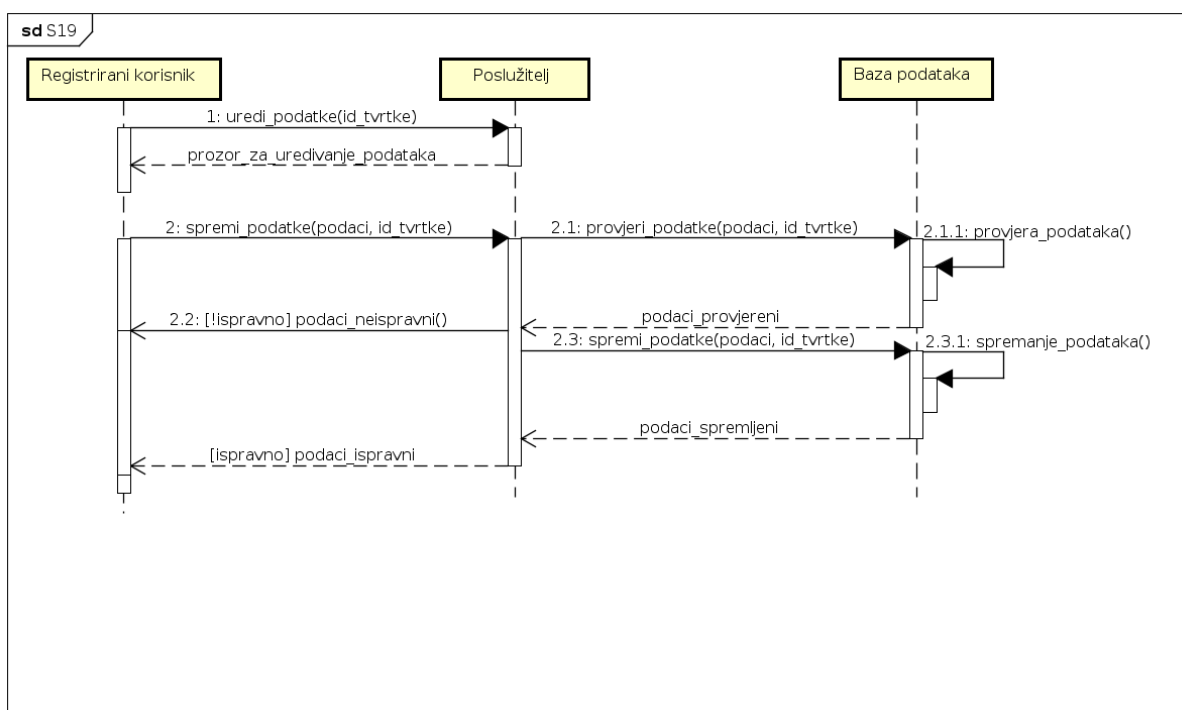 sd S19
Registrirani korisnik
Poslužitelj
Baza podataka
1: uredi_podatke(id_tvrtke)
prozor_za_uredivanje_podataka
2: spremi_podatke(podaci, id_tvrtke)
2.1: provjeri_podatke(podaci, id_tvrtke)
2.1.1: provjera_podataka()
podaci_provjereni
2.2: [!ispravno] podaci_neispravni()
2.3: spremi_podatke(podaci, id_tvrtke)
2.3.1: spremanje_podataka()
podaci_spremljeni
[ispravno] podaci_ispravni